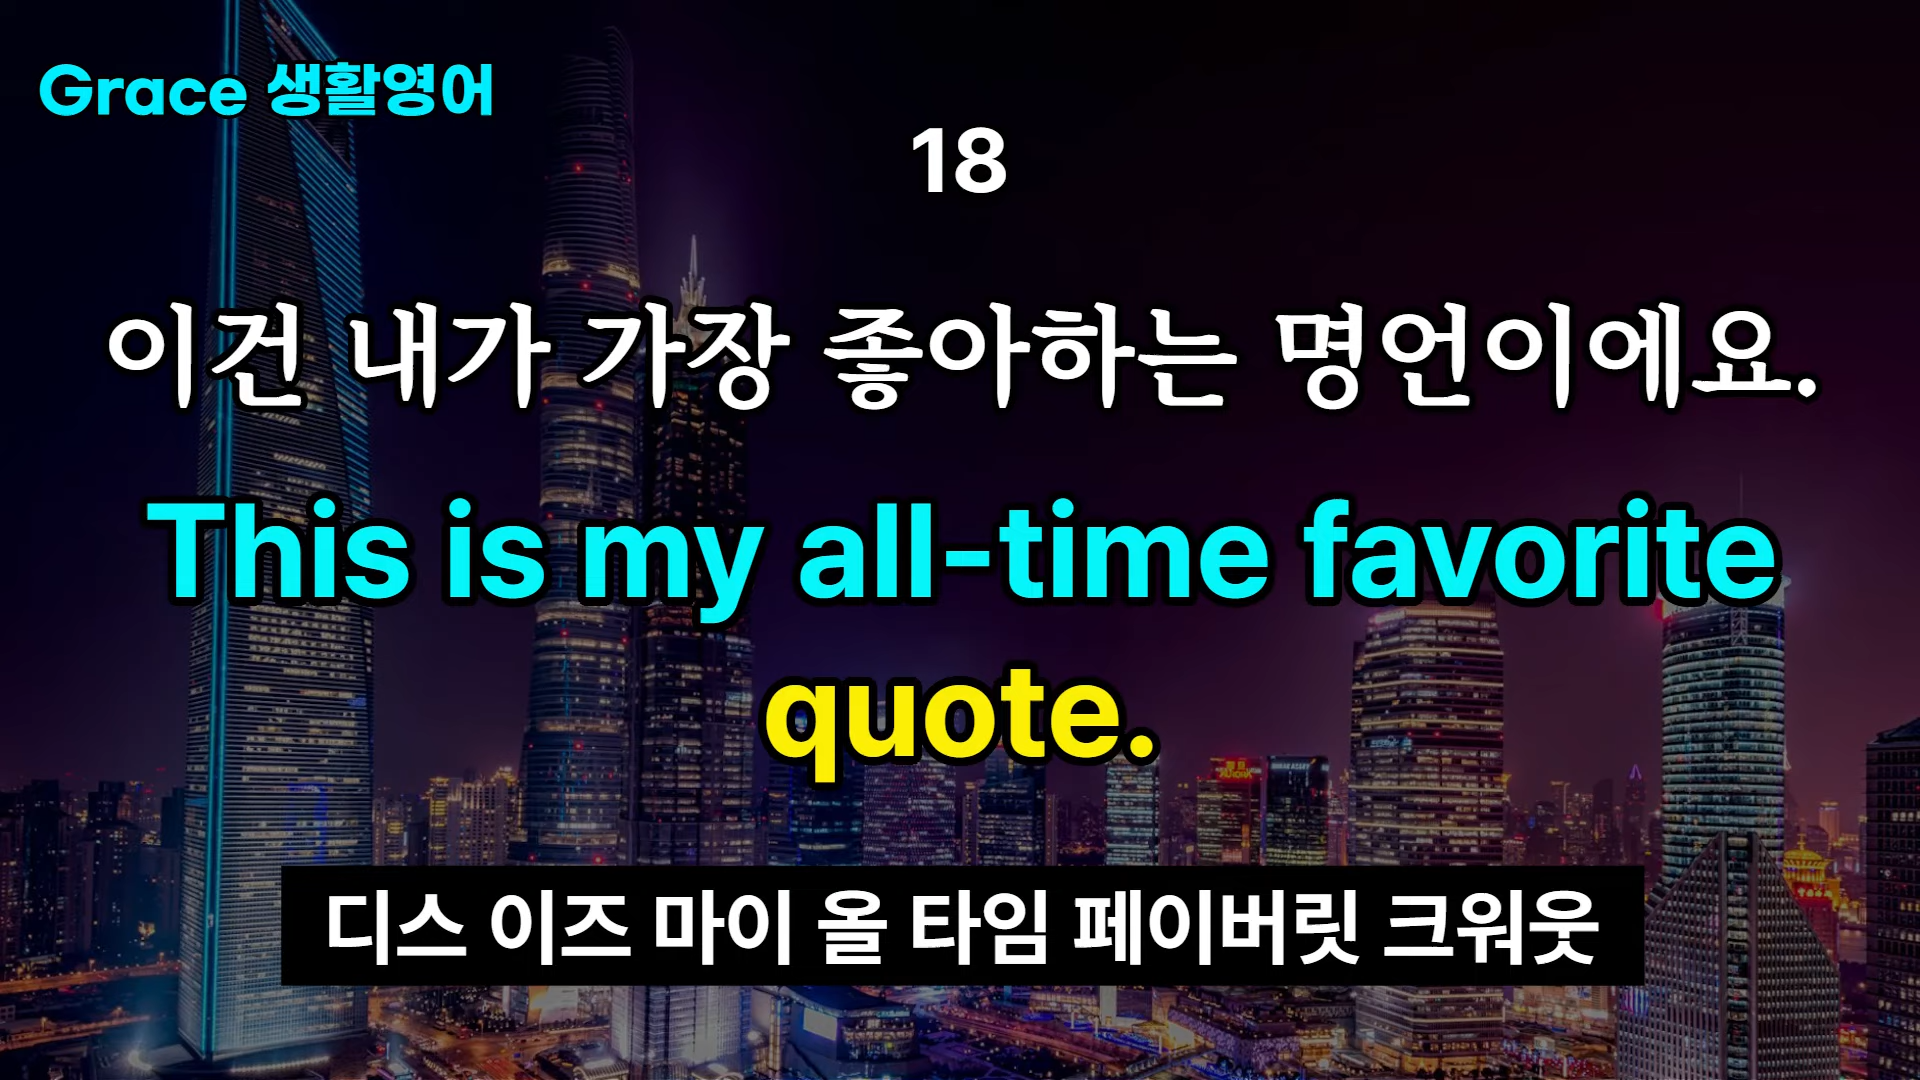 Grace 생활영어
18
이건 내가 가장 좋아하는 명언이에요.
This is my all-time favorite
quote.
디스 이즈 마이 올 타임 페이버릿 크워웃